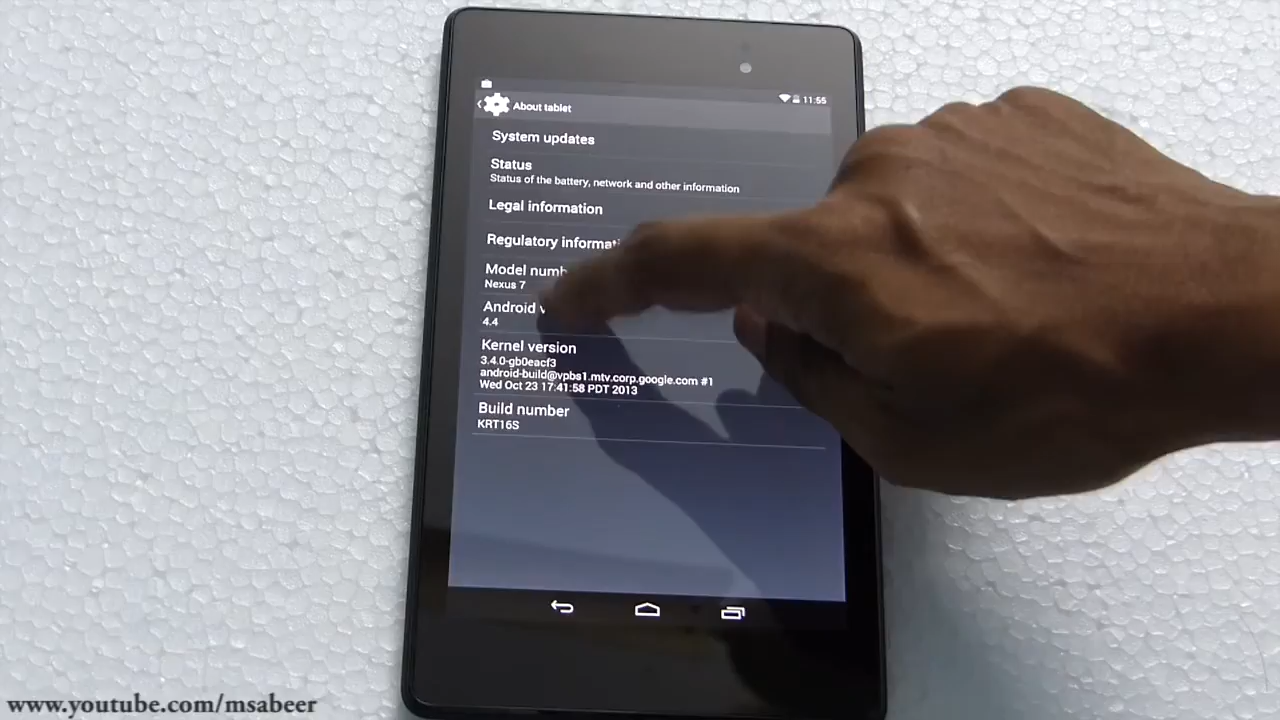 11:55
About tablet
System updates
Status
Status of the battery, network and other information
Legal information
Regulatory informati
Model numb
Nexus 7
Android v
4.4
Kernel version
3.4.0-gb0eacf3
android-build@vpbs1.mtv.corp.google.com #1
Wed Oct 23 17:41:58 PDT 2013
Build number
KRT16S
www.youtube.com/msabeer